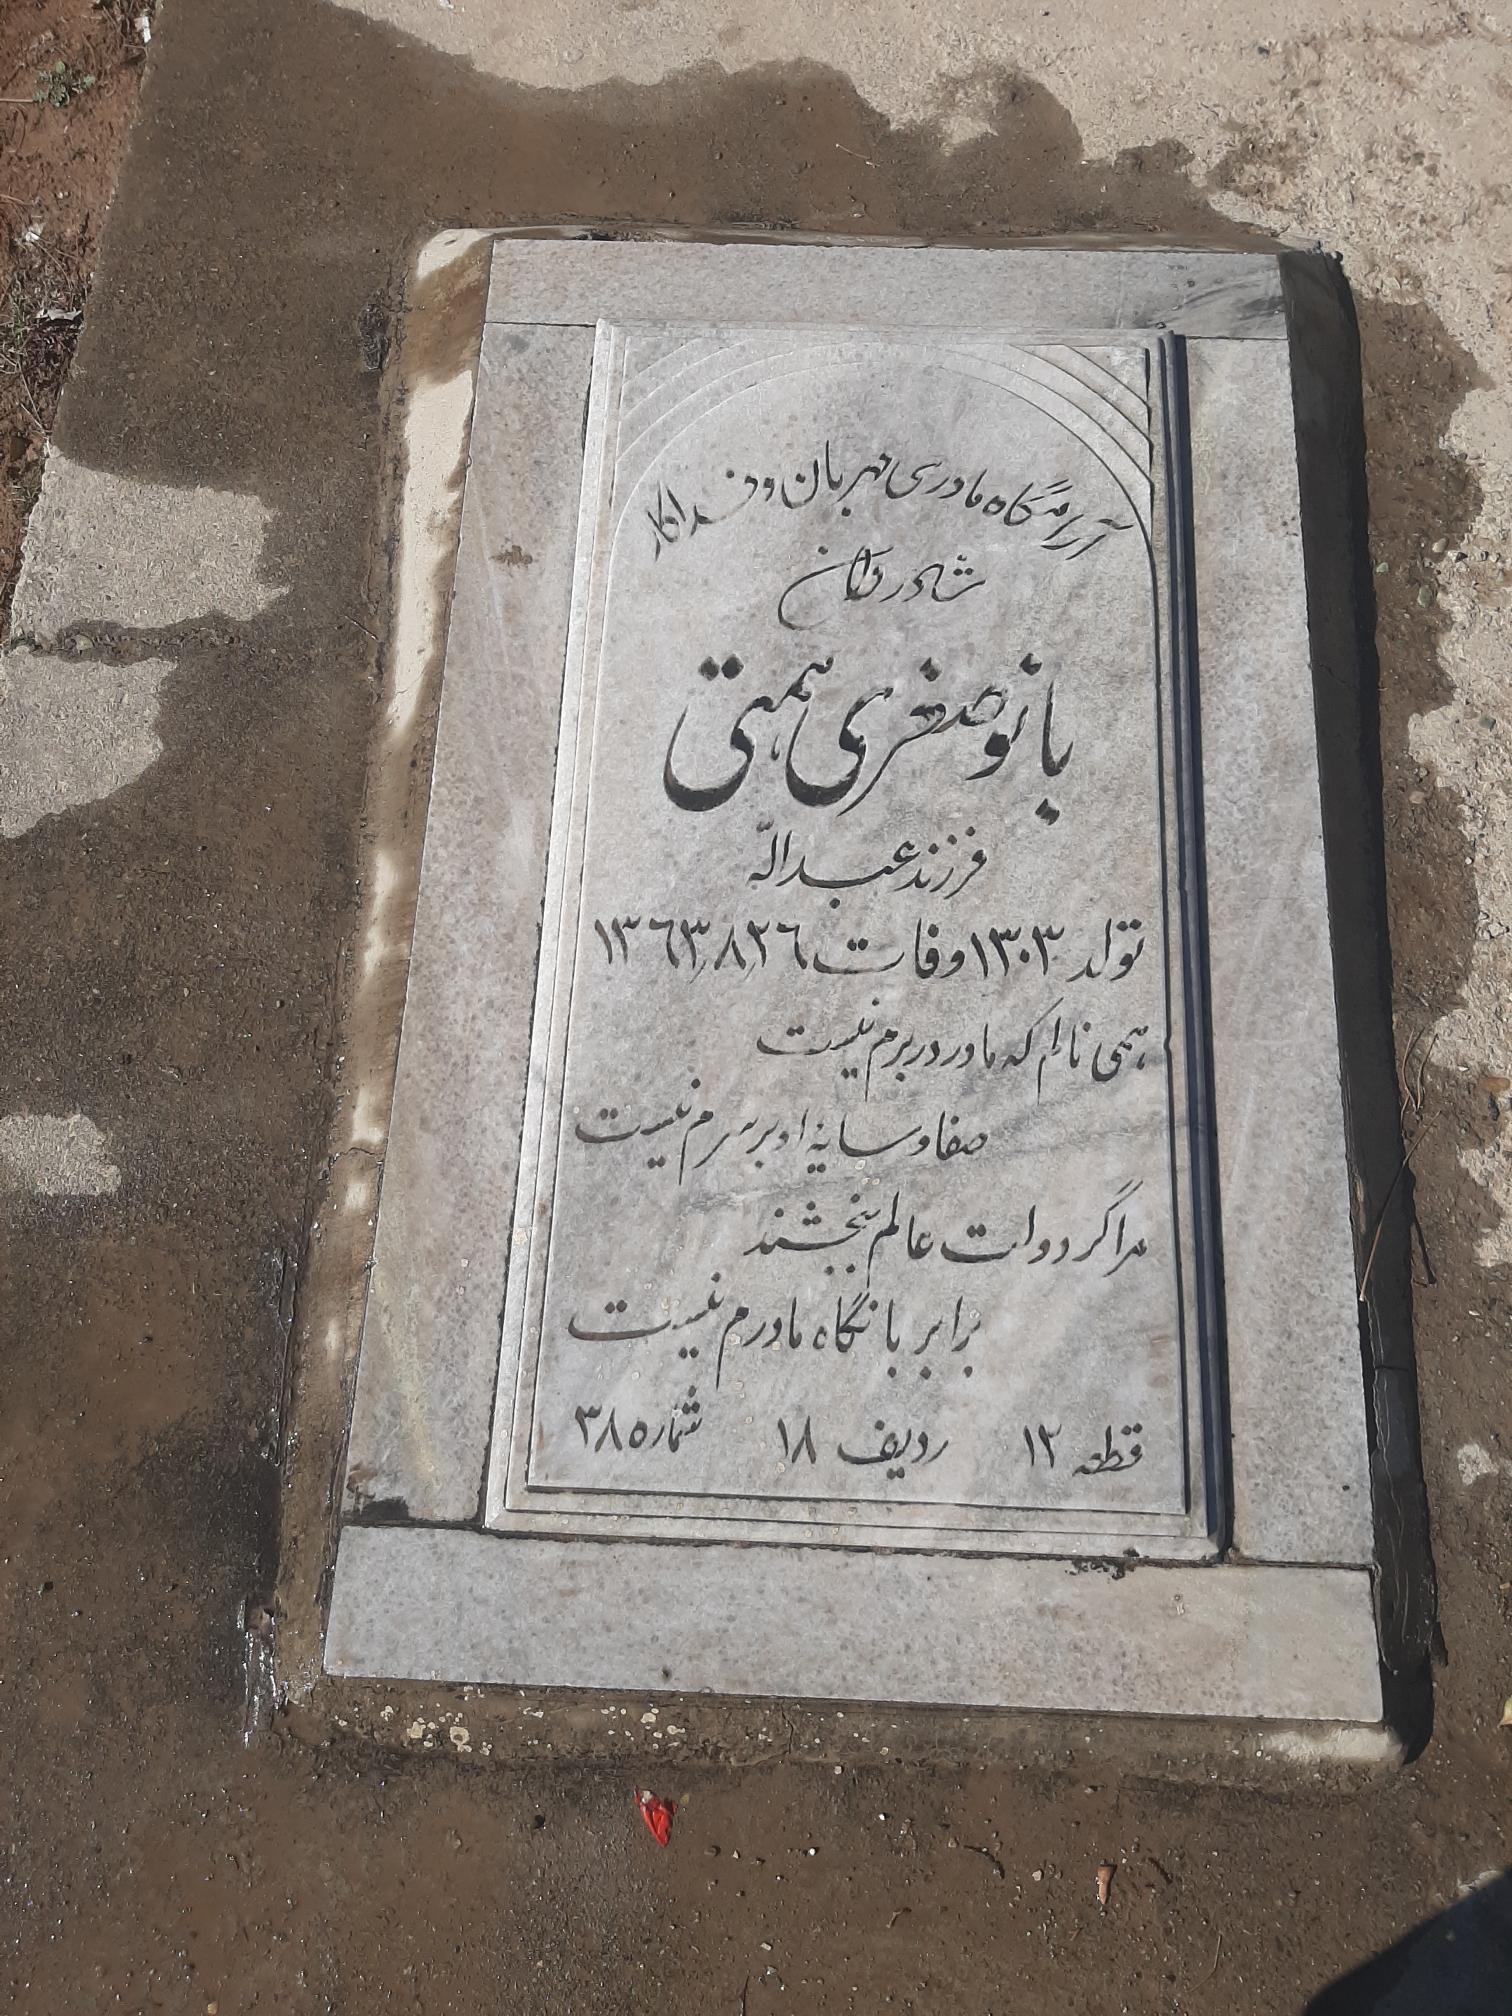 آرامگاه مادری مهربان و فداکار
شادروان
بانو صغری همتی
فرزند عبداله
تولد ۱۳۰۳ وفات ۱۳۶۳٫۸٫۲۶
همی نالم که مادر در برم نیست
صفا و سایهٔ او بر سرم نیست
مرا گر دولت عالم ببخشند
برابر با نگاه مادرم نیست
قطعه ۱۲ ردیف ۱۸ شماره ۳۸